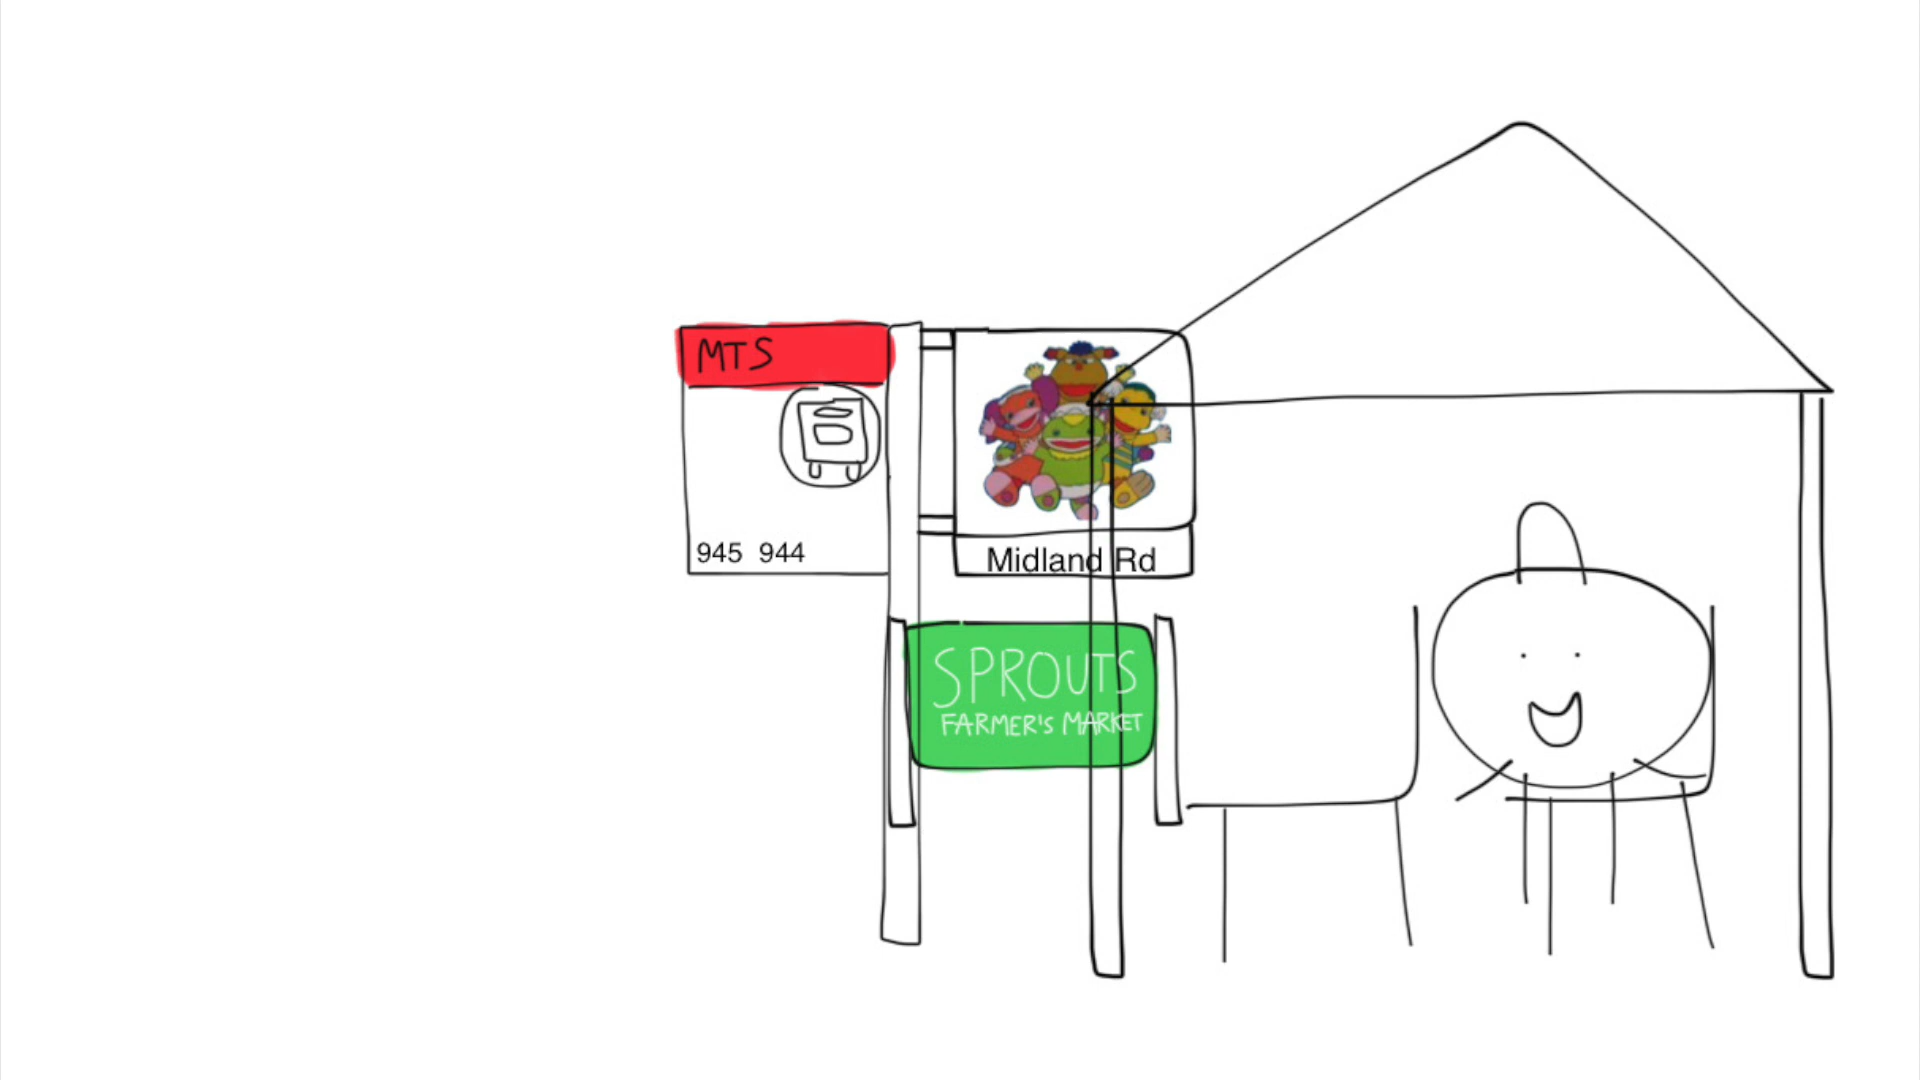 MTS
945 944
Midland Rd
SPROUTS
FARMER'S MARKET